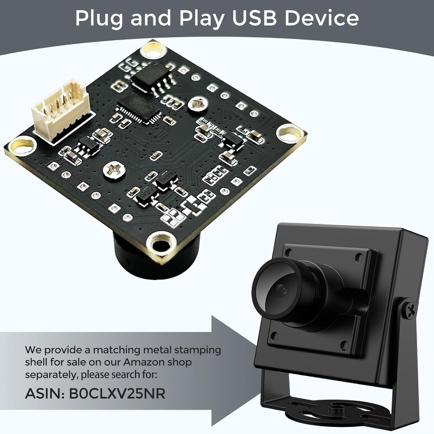 Plug and Play USB Device
We provide a matching metal stamping
shell for sale on our Amazon shop
separately, please search for:
ASIN: B0CLXV25NR